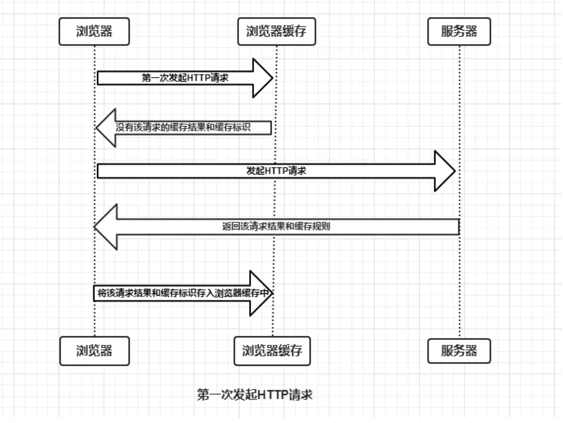 浏览器
浏览器缓存
服务器
第一次发起HTTP请求
没有该请求的缓存结果和缓存标识
发起HTTP请求
返回该请求结果和缓存规则
将该请求结果和缓存标识存入浏览器缓存中
浏览器
浏览器缓存
服务器
第一次发起HTTP请求